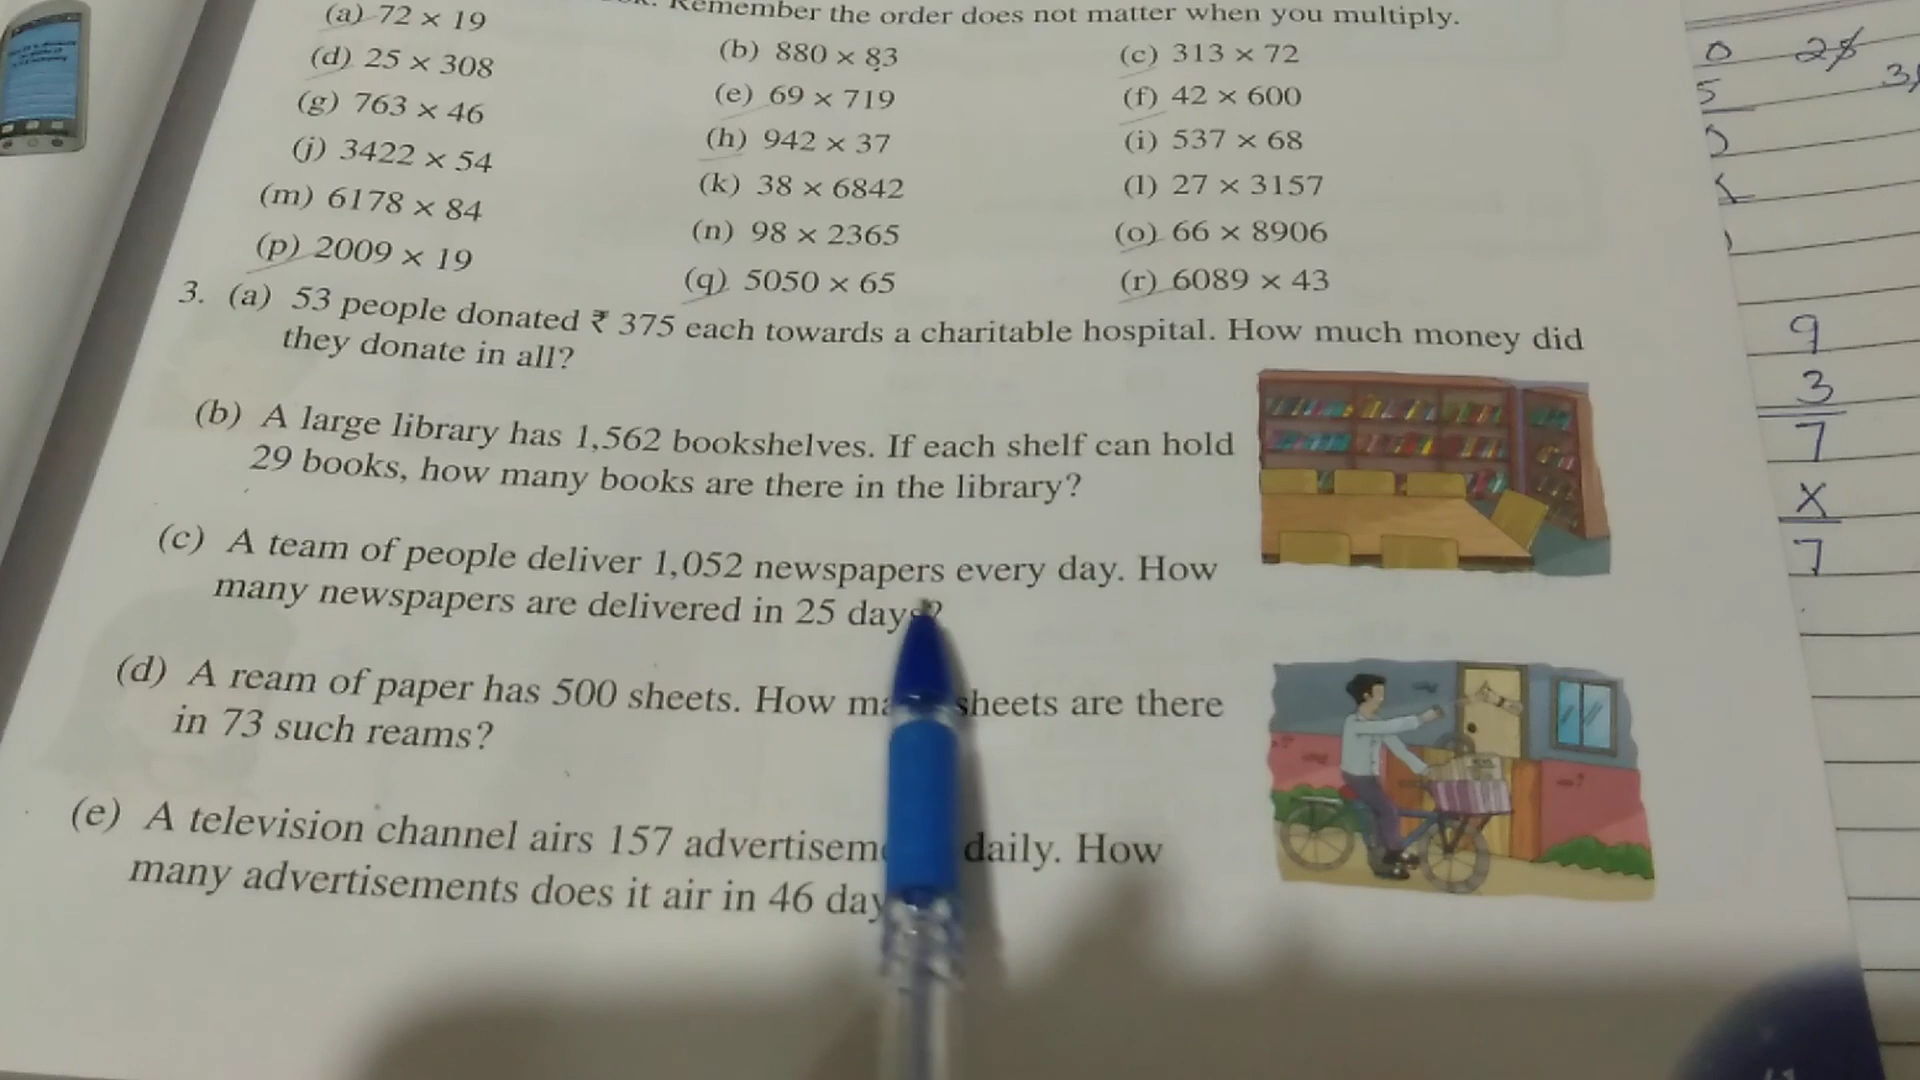 Remember the order does not matter when you multiply.
(a) 72 × 19
(b) 880 × 83
(c) 313 × 72
(d) 25 × 308
(e) 69 × 719
(f) 42 × 600
(g) 763 × 46
(h) 942 × 37
(i) 537 × 68
(j) 3422 × 54
(k) 38 × 6842
(l) 27 × 3157
(m) 6178 × 84
(n) 98 × 2365
(o) 66 × 8906
(p) 2009 × 19
(q) 5050 × 65
(r) 6089 × 43
3. (a) 53 people donated ₹ 375 each towards a charitable hospital. How much money did
they donate in all?
(b) A large library has 1,562 bookshelves. If each shelf can hold
29 books, how many books are there in the library?
(c) A team of people deliver 1,052 newspapers every day. How
many newspapers are delivered in 25 days?
(d) A ream of paper has 500 sheets. How sheets are there
in 73 such reams?
(e) A television channel airs 157 daily. How
many advertisements does it air in 46
9
3
7
X
7